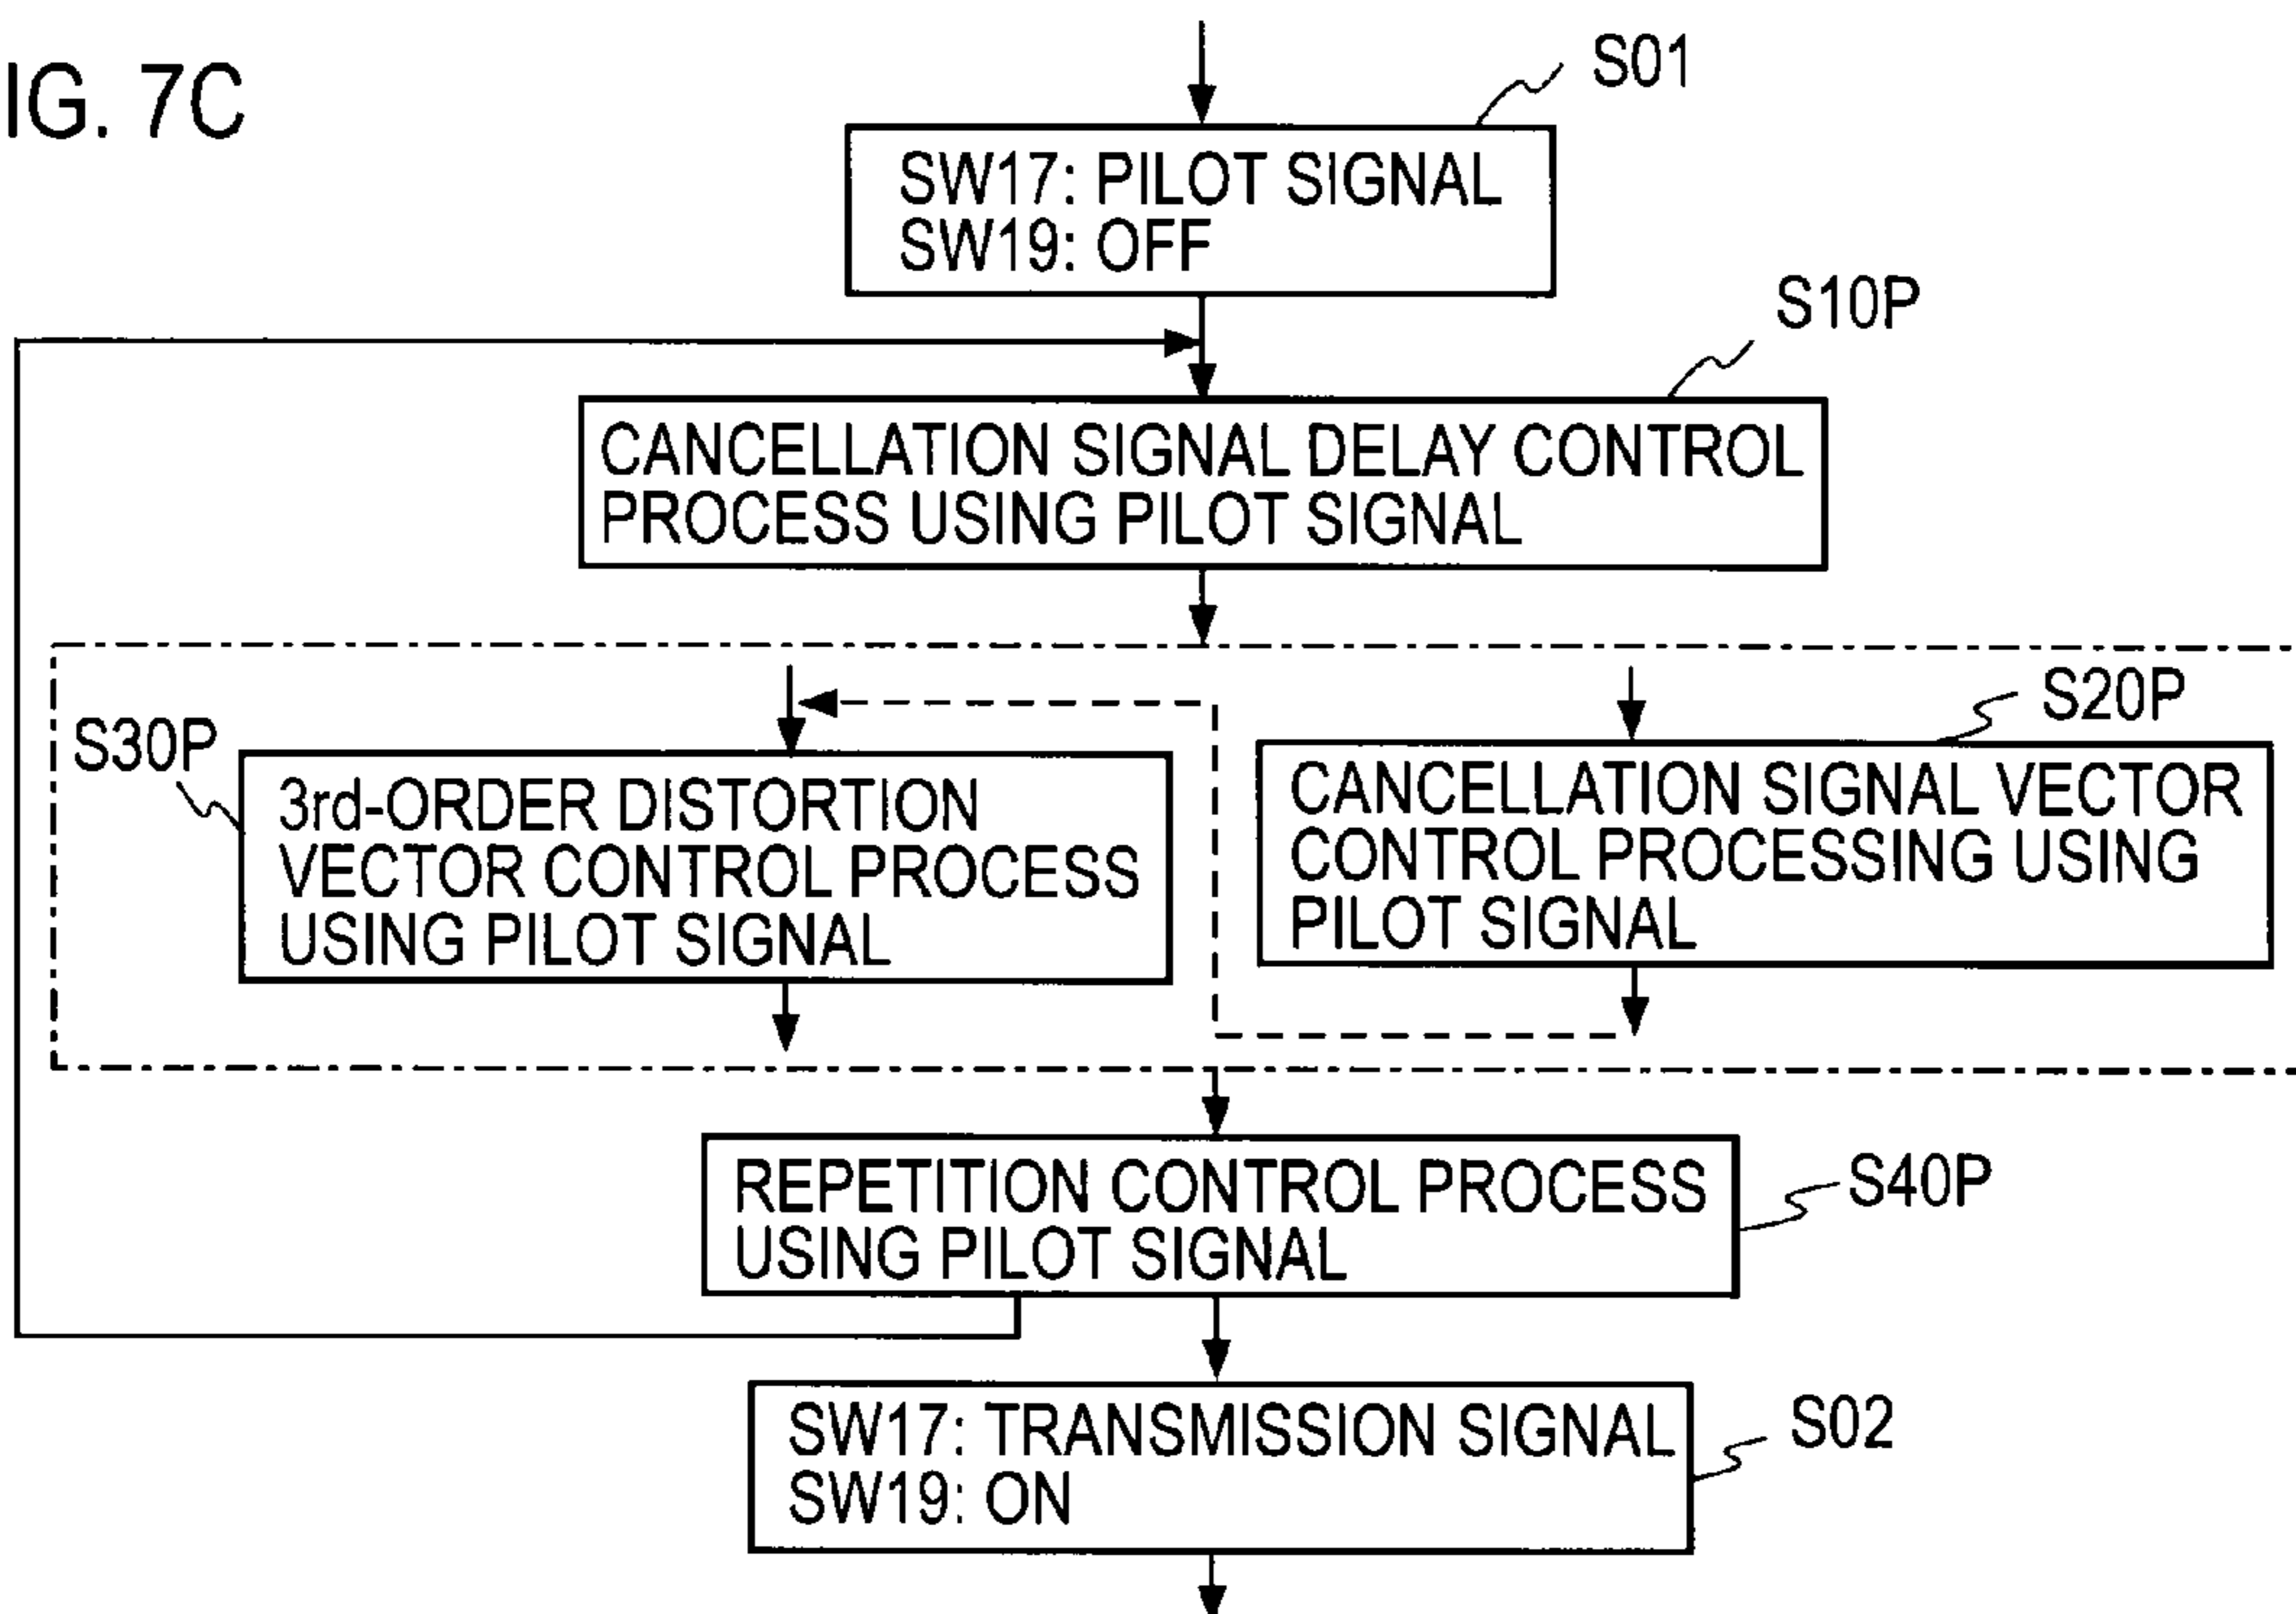 IG. 7C
S01
SW17: PILOT SIGNAL
SW19: OFF
S10P
CANCELLATION SIGNAL DELAY CONTROL
PROCESS USING PILOT SIGNAL
S30P
3rd-ORDER DISTORTION
VECTOR CONTROL PROCESS
USING PILOT SIGNAL
S20P
CANCELLATION SIGNAL VECTOR
CONTROL PROCESSING USING
PILOT SIGNAL
REPETITION CONTROL PROCESS
USING PILOT SIGNAL
S40P
SW17: TRANSMISSION SIGNAL
SW19: ON
S02